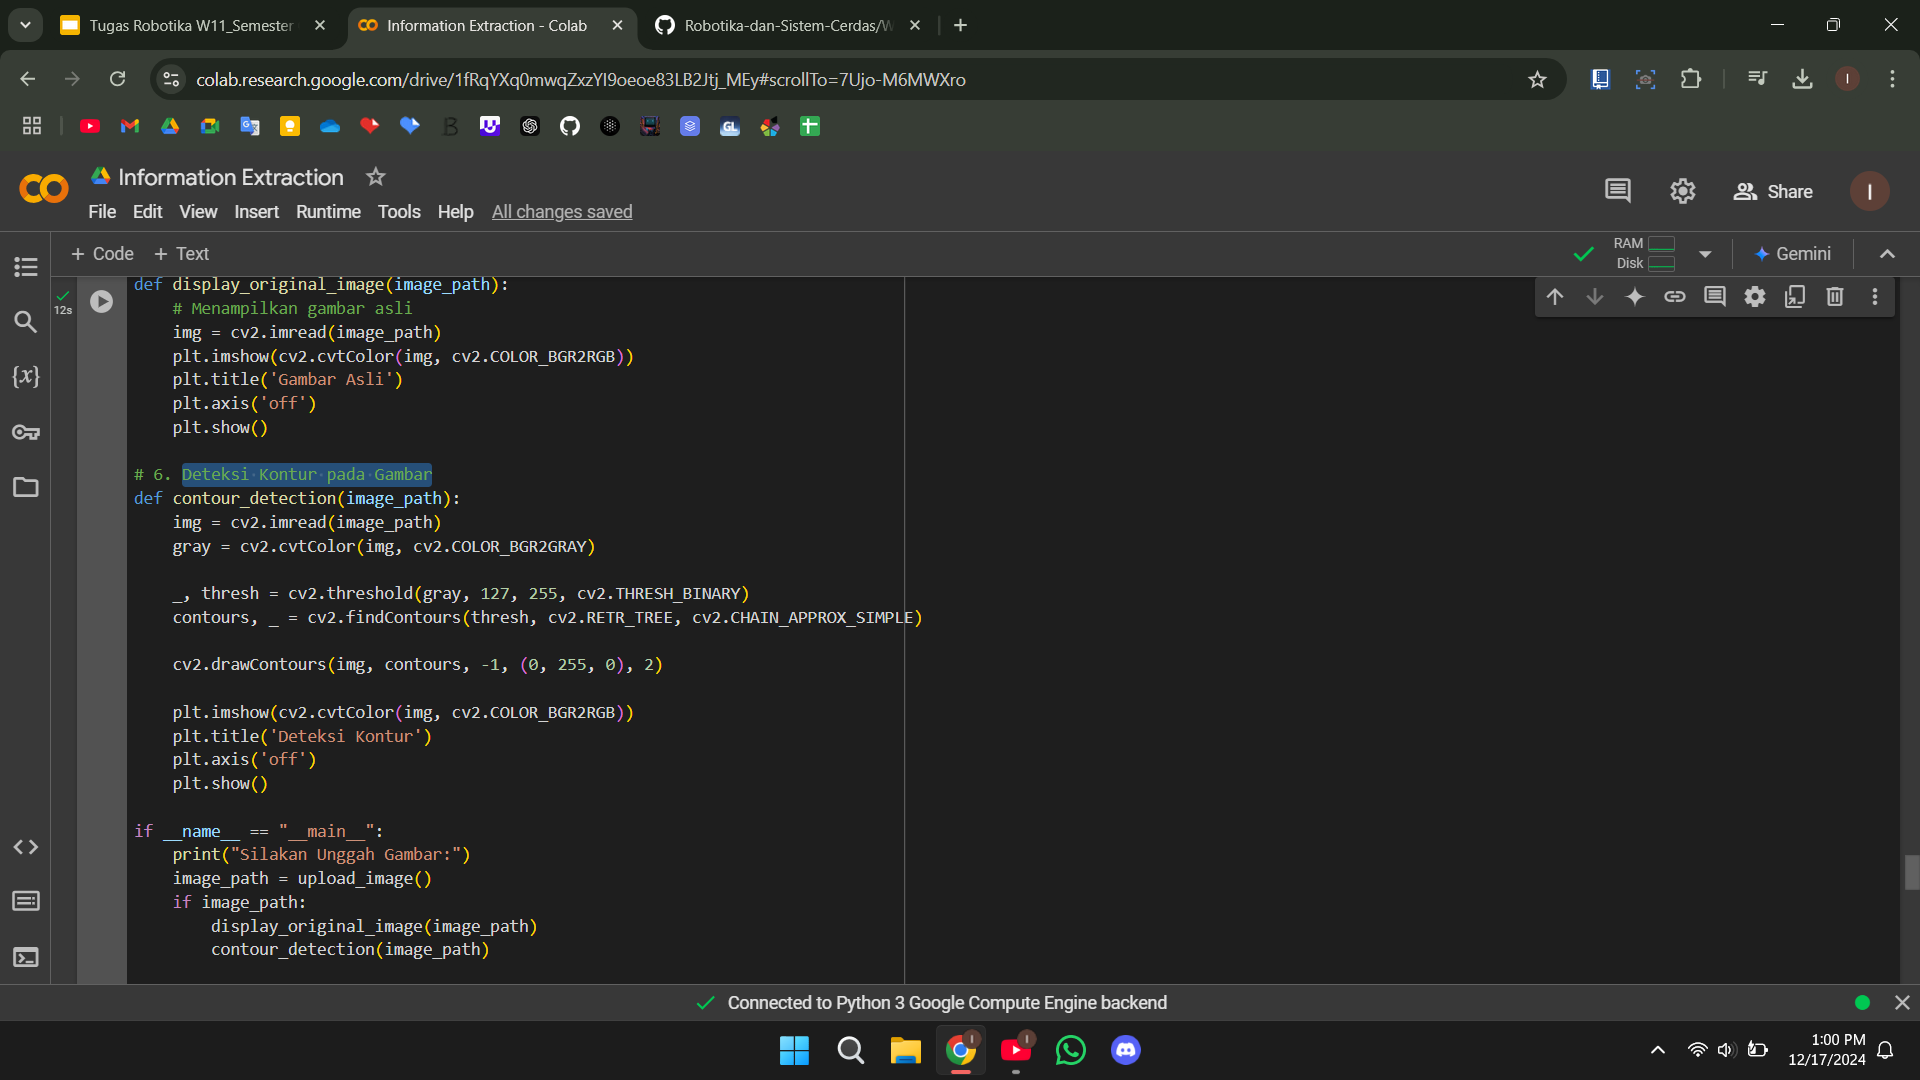 Tugas Robotika W11_Semester
Information Extraction - Colab
Robotika-dan-Sistem-Cerdas/W
colab.research.google.com/drive/1fRqYXq0mwqZxzYI9oeoe83LB2Jtj_MEy#scrollTo=7Ujo-M6MWXro
Information Extraction
File Edit View Insert Runtime Tools Help All changes saved
Share
I
+ Code + Text
RAM
Disk
Gemini
12s
def display_original_image(image_path):
# Menampilkan gambar asli
img = cv2.imread(image_path)
plt.imshow(cv2.cvtColor(img, cv2.COLOR_BGR2RGB))
plt.title('Gambar Asli')
plt.axis('off')
plt.show()
# 6. Deteksi Kontur pada Gambar
def contour_detection(image_path):
img = cv2.imread(image_path)
gray = cv2.cvtColor(img, cv2.COLOR_BGR2GRAY)
_, thresh = cv2.threshold(gray, 127, 255, cv2.THRESH_BINARY)
contours, _ = cv2.findContours(thresh, cv2.RETR_TREE, cv2.CHAIN_APPROX_SIMPLE)
cv2.drawContours(img, contours, -1, (0, 255, 0), 2)
plt.imshow(cv2.cvtColor(img, cv2.COLOR_BGR2RGB))
plt.title('Deteksi Kontur')
plt.axis('off')
plt.show()
if __name__ == "__main__":
print("Silakan Unggah Gambar:")
image_path = upload_image()
if image_path:
display_original_image(image_path)
contour_detection(image_path)
Connected to Python 3 Google Compute Engine backend
1:00 PM
12/17/2024